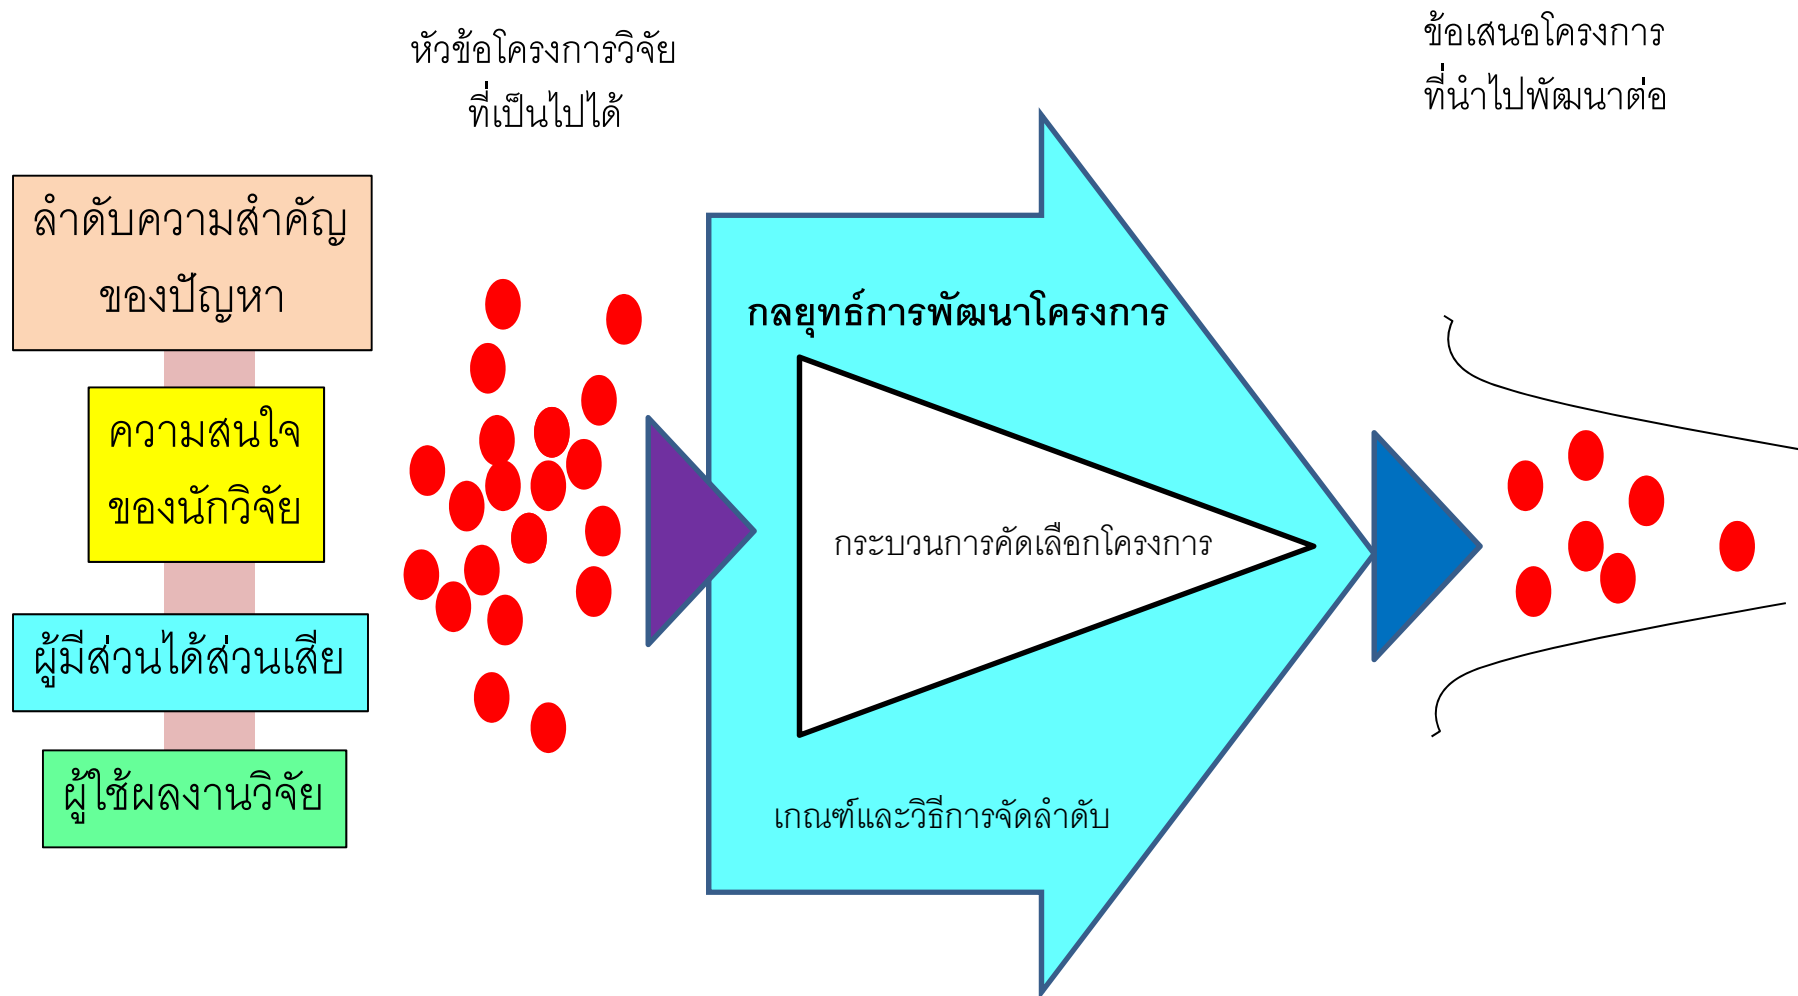 หัวข้อโครงการวิจัย
ที่เป็นไปได้
ข้อเสนอโครงการ
ที่นำไปพัฒนาต่อ
ลำดับความสำคัญ
ของปัญหา
ความสนใจ
ของนักวิจัย
ผู้มีส่วนได้ส่วนเสีย
ผู้ใช้ผลงานวิจัย
กลยุทธ์การพัฒนาโครงการ
กระบวนการคัดเลือกโครงการ
เกณฑ์และวิธีการจัดลำดับ